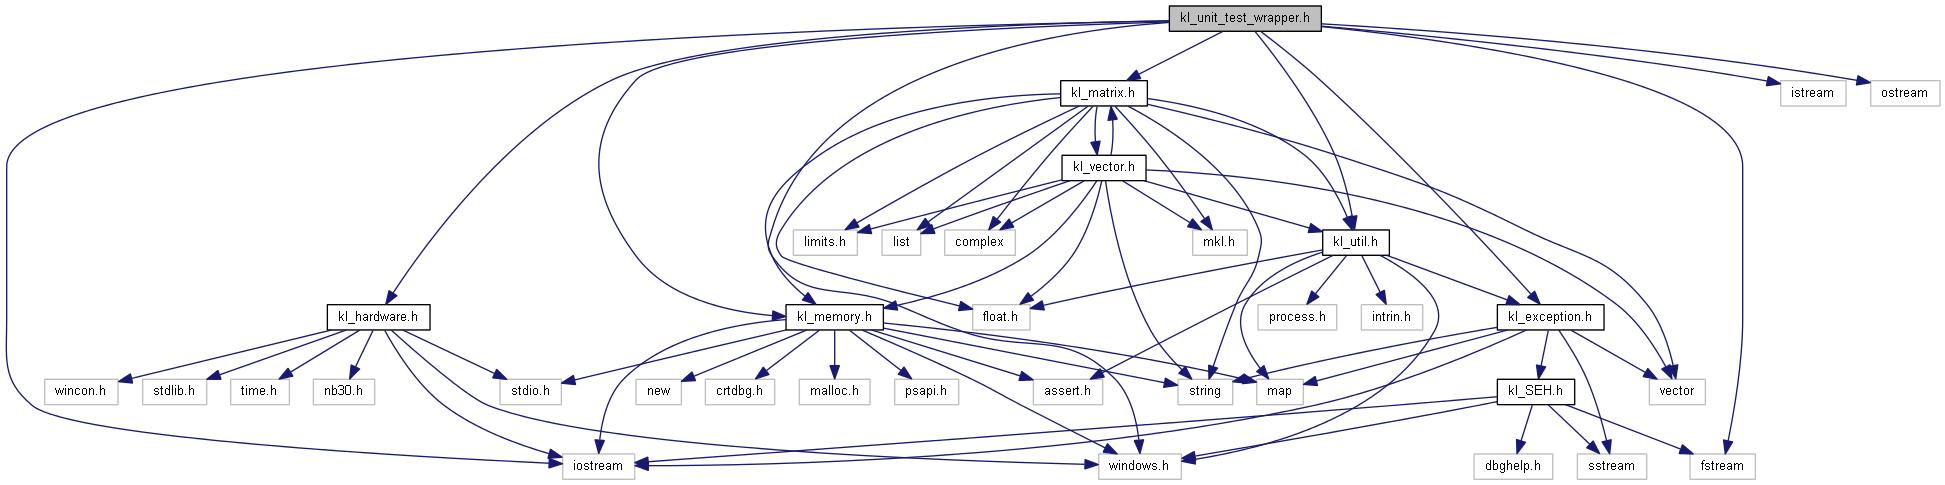 kl_unit_test_wrapper.h
kl_matrix.h
istream
ostream
kl_vector.h
limits.h
list
complex
mkl.h
kl_util.h
kl_hardware.h
kl_memory.h
float.h
process.h
intrin.h
kl_exception.h
wincon.h
stdlib.h
time.h
nb30.h
stdio.h
new
crtdbg.h
malloc.h
psapi.h
assert.h
string
map
kl_SEH.h
vector
iostream
windows.h
dbghelp.h
sstream
fstream